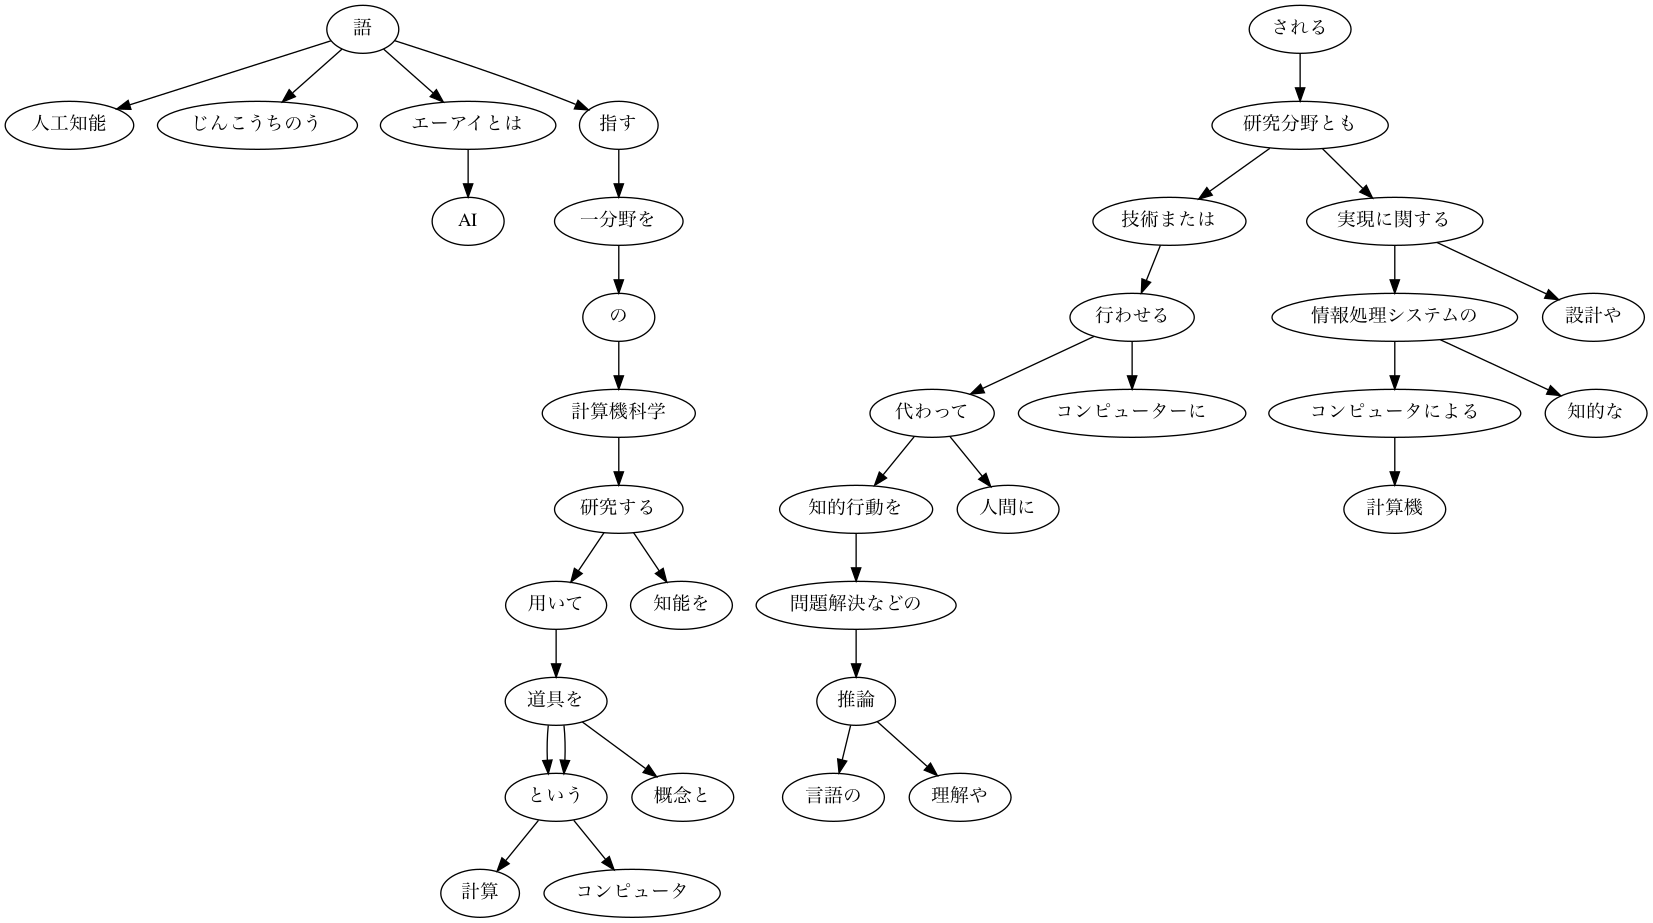 語
人工知能
じんこうちのう
エーアイとは
指す
AI
一分野を
の
計算機科学
研究する
用いて
知能を
道具を
という
概念と
計算
コンピュータ
される
研究分野とも
技術または
実現に関する
行わせる
情報処理システムの
設計や
代わって
コンピューターに
コンピュータによる
知的な
知的行動を
人間に
計算機
問題解決などの
推論
言語の
理解や